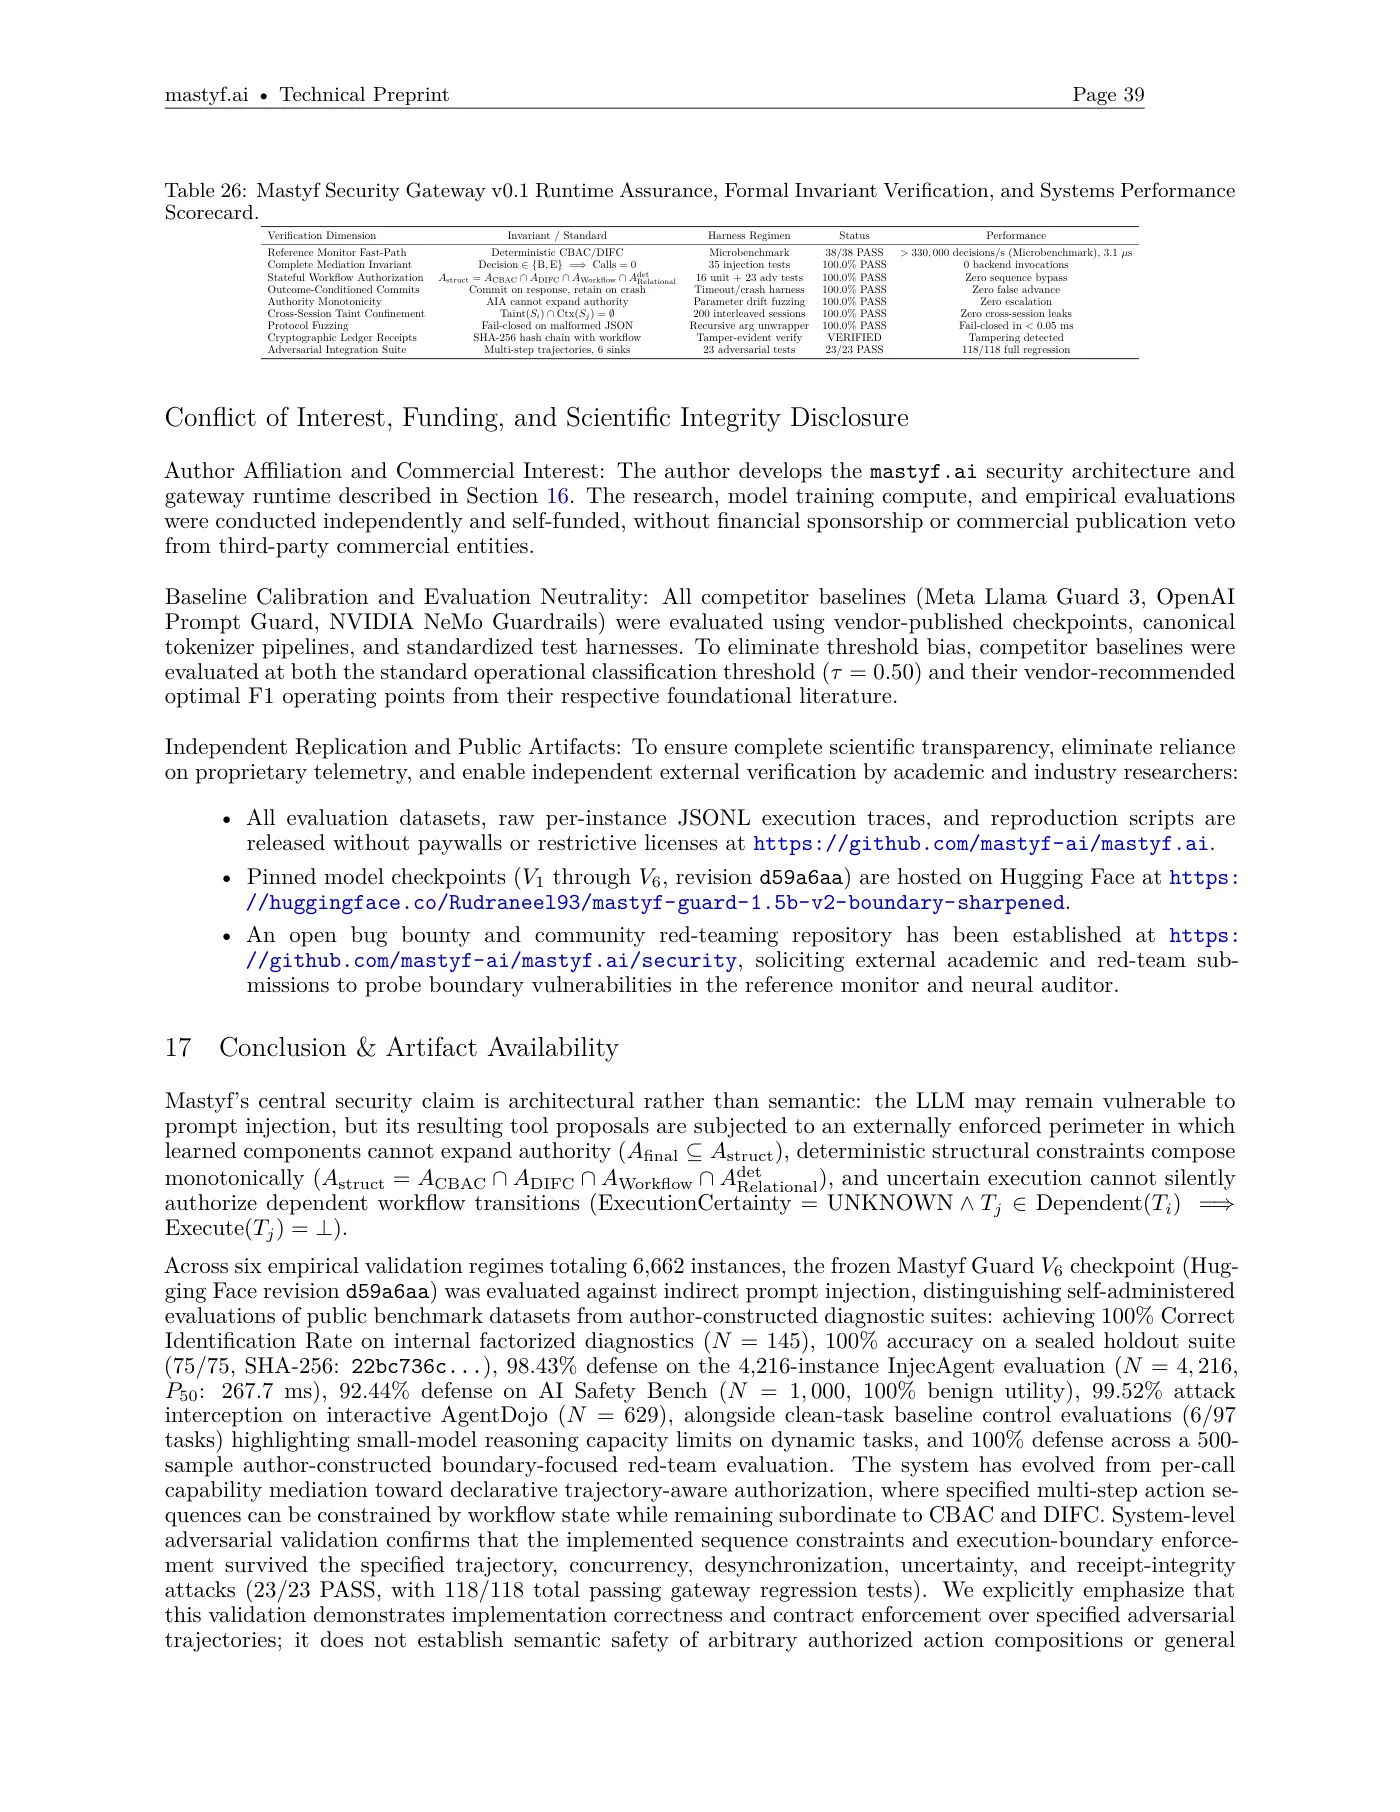 mastyf.ai • Technical Preprint Page 39
Table 26: Mastyf Security Gateway v0.1 Runtime Assurance, Formal Invariant Verification, and Systems Performance
Scorecard.
Verification Dimension Invariant / Standard Harness Regimen Status Performance
Reference Monitor Fast-Path Deterministic CBAC/DIFC Microbenchmark 38/38 PASS > 330,000 decisions/s (Microbenchmark), 3.1 μs
Complete Mediation Invariant Decision ∈ {B, E} ⟹ Calls = 0 35 injection tests 100.0% PASS 0 backend invocations
Stateful Workflow Authorization A_struct = A_CBAC ∩ A_DIFC ∩ A_Workflow ∩ A^det_Relational 16 unit + 23 adv tests 100.0% PASS Zero sequence bypass
Outcome-Conditioned Commits Commit on response, retain on crash Timeout/crash harness 100.0% PASS Zero false advance
Authority Monotonicity AIA cannot expand authority Parameter drift fuzzing 100.0% PASS Zero escalation
Cross-Session Taint Confinement Taint(S_i) ∩ Ctx(S_j) = ∅ 200 interleaved sessions 100.0% PASS Zero cross-session leaks
Protocol Fuzzing Fail-closed on malformed JSON Recursive arg unwrapper 100.0% PASS Fail-closed in < 0.05 ms
Cryptographic Ledger Receipts SHA-256 hash chain with workflow Tamper-evident verify VERIFIED Tampering detected
Adversarial Integration Suite Multi-step trajectories, 6 sinks 23 adversarial tests 23/23 PASS 118/118 full regression
Conflict of Interest, Funding, and Scientific Integrity Disclosure
Author Affiliation and Commercial Interest: The author develops the mastyf.ai security architecture and
gateway runtime described in Section 16. The research, model training compute, and empirical evaluations
were conducted independently and self-funded, without financial sponsorship or commercial publication veto
from third-party commercial entities.
Baseline Calibration and Evaluation Neutrality: All competitor baselines (Meta Llama Guard 3, OpenAI
Prompt Guard, NVIDIA NeMo Guardrails) were evaluated using vendor-published checkpoints, canonical
tokenizer pipelines, and standardized test harnesses. To eliminate threshold bias, competitor baselines were
evaluated at both the standard operational classification threshold (τ = 0.50) and their vendor-recommended
optimal F1 operating points from their respective foundational literature.
Independent Replication and Public Artifacts: To ensure complete scientific transparency, eliminate reliance
on proprietary telemetry, and enable independent external verification by academic and industry researchers:
• All evaluation datasets, raw per-instance JSONL execution traces, and reproduction scripts are
released without paywalls or restrictive licenses at https://github.com/mastyf-ai/mastyf.ai.
• Pinned model checkpoints (V₁ through V₆, revision d59a6aa) are hosted on Hugging Face at https:
//huggingface.co/Rudraneel93/mastyf-guard-1.5b-v2-boundary-sharpened.
• An open bug bounty and community red-teaming repository has been established at https:
//github.com/mastyf-ai/mastyf.ai/security, soliciting external academic and red-team sub-
missions to probe boundary vulnerabilities in the reference monitor and neural auditor.
17 Conclusion & Artifact Availability
Mastyf's central security claim is architectural rather than semantic: the LLM may remain vulnerable to
prompt injection, but its resulting tool proposals are subjected to an externally enforced perimeter in which
learned components cannot expand authority (A_final ⊆ A_struct), deterministic structural constraints compose
monotonically (A_struct = A_CBAC ∩ A_DIFC ∩ A_Workflow ∩ A^det_Relational), and uncertain execution cannot silently
authorize dependent workflow transitions (ExecutionCertainty = UNKNOWN ∧ T_j ∈ Dependent(T_i) ⟹
Execute(T_j) = ⊥).
Across six empirical validation regimes totaling 6,662 instances, the frozen Mastyf Guard V₆ checkpoint (Hug-
ging Face revision d59a6aa) was evaluated against indirect prompt injection, distinguishing self-administered
evaluations of public benchmark datasets from author-constructed diagnostic suites: achieving 100% Correct
Identification Rate on internal factorized diagnostics (N = 145), 100% accuracy on a sealed holdout suite
(75/75, SHA-256: 22bc736c...), 98.43% defense on the 4,216-instance InjecAgent evaluation (N = 4,216,
P₅₀: 267.7 ms), 92.44% defense on AI Safety Bench (N = 1,000, 100% benign utility), 99.52% attack
interception on interactive AgentDojo (N = 629), alongside clean-task baseline control evaluations (6/97
tasks) highlighting small-model reasoning capacity limits on dynamic tasks, and 100% defense across a 500-
sample author-constructed boundary-focused red-team evaluation. The system has evolved from per-call
capability mediation toward declarative trajectory-aware authorization, where specified multi-step action se-
quences can be constrained by workflow state while remaining subordinate to CBAC and DIFC. System-level
adversarial validation confirms that the implemented sequence constraints and execution-boundary enforce-
ment survived the specified trajectory, concurrency, desynchronization, uncertainty, and receipt-integrity
attacks (23/23 PASS, with 118/118 total passing gateway regression tests). We explicitly emphasize that
this validation demonstrates implementation correctness and contract enforcement over specified adversarial
trajectories; it does not establish semantic safety of arbitrary authorized action compositions or general